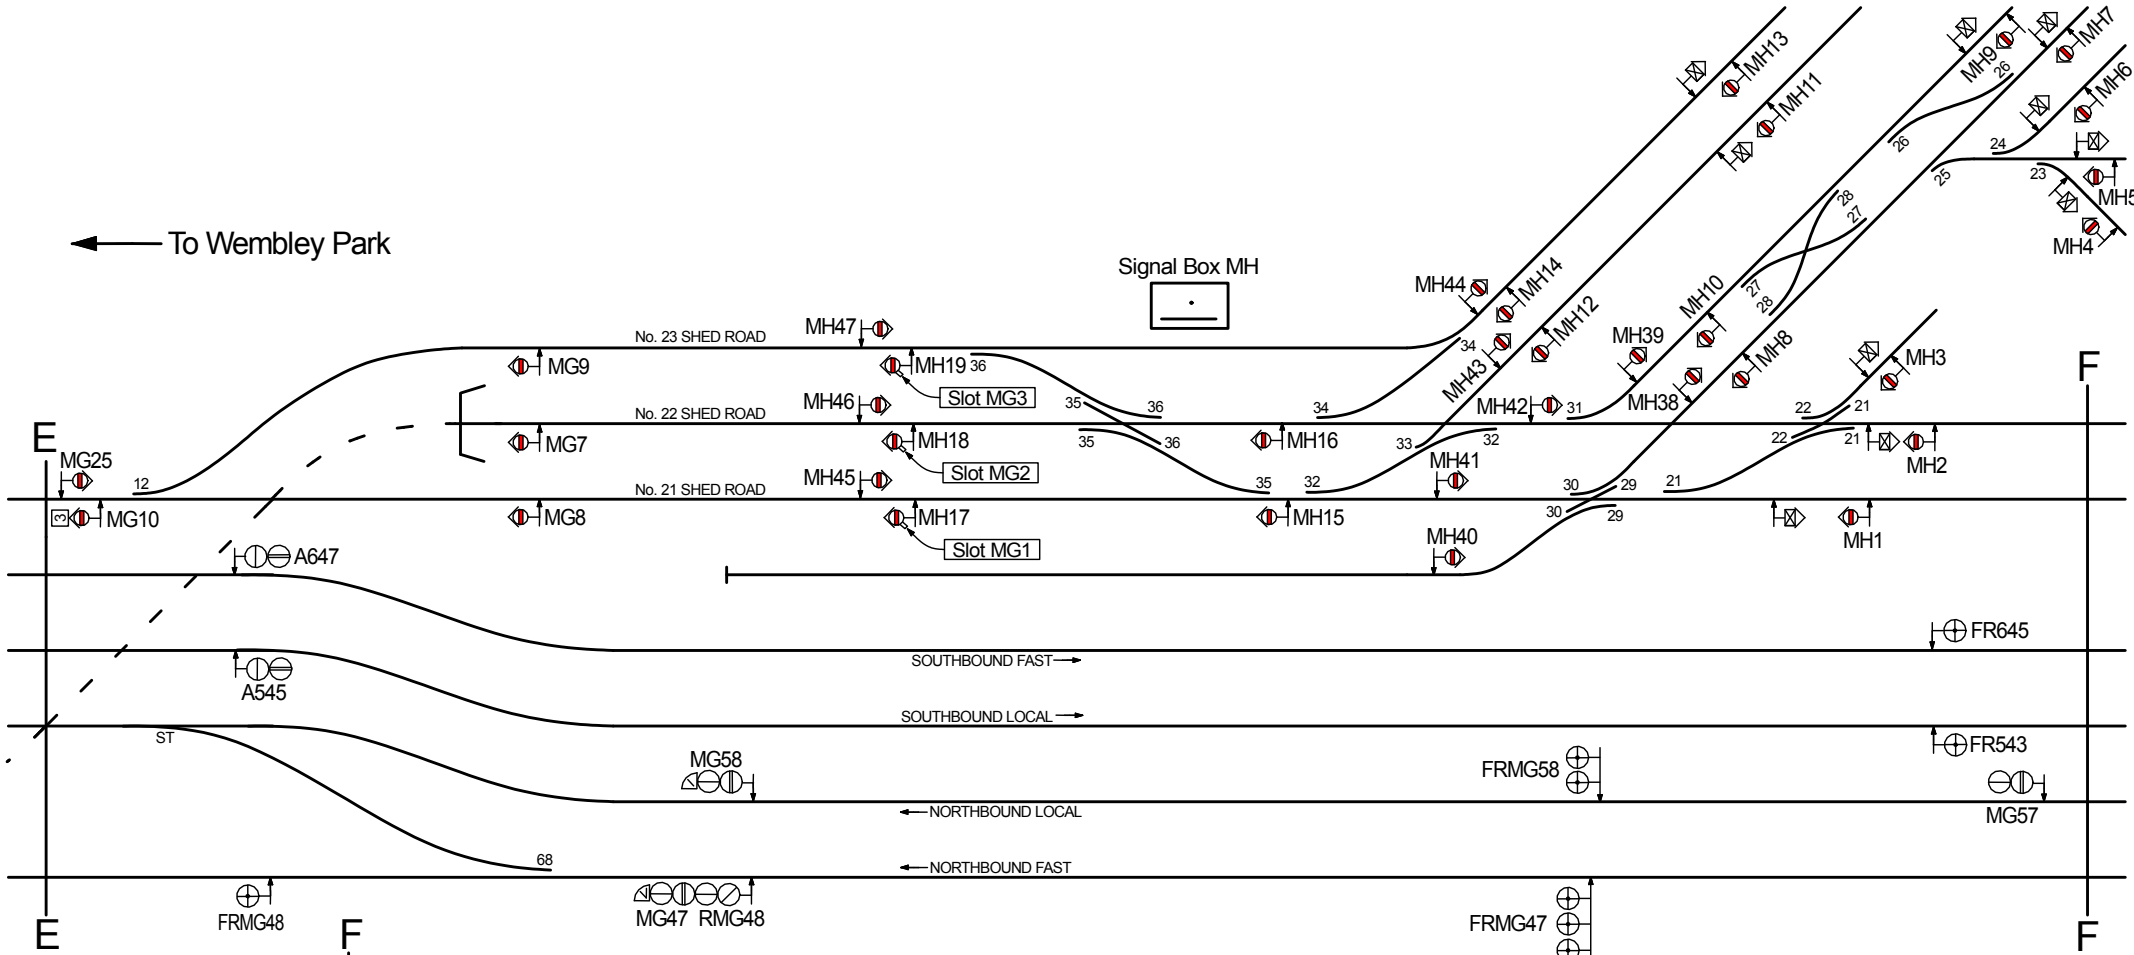 MH13
MH9
MH7
26
MH11
MH6
26
24
25
23
MH5
MH4
28
27
To Wembley Park
Signal Box MH
MH44
MH14
MH10
27
28
MH12
MH47
No. 23 SHED ROAD
MG9
MH19
36
34
MH43
MH39
MH8
MH3
F
Slot MG3
MH46
No. 22 SHED ROAD
35
36
34
MH42
31
MH38
22
21
E
MG7
MH18
35
36
MH16
33
32
22
21
MH2
MG25
Slot MG2
12
MH45
No. 21 SHED ROAD
35
32
MH41
30
29
21
3
MG10
MG8
MH17
MH15
30
29
MH1
A647
Slot MG1
MH40
SOUTHBOUND FAST
FR645
A545
SOUTHBOUND LOCAL
ST
FR543
MG58
FRMG58
MG57
NORTHBOUND LOCAL
68
NORTHBOUND FAST
FRMG48
MG47 RMG48
FRMG47
E
F
F